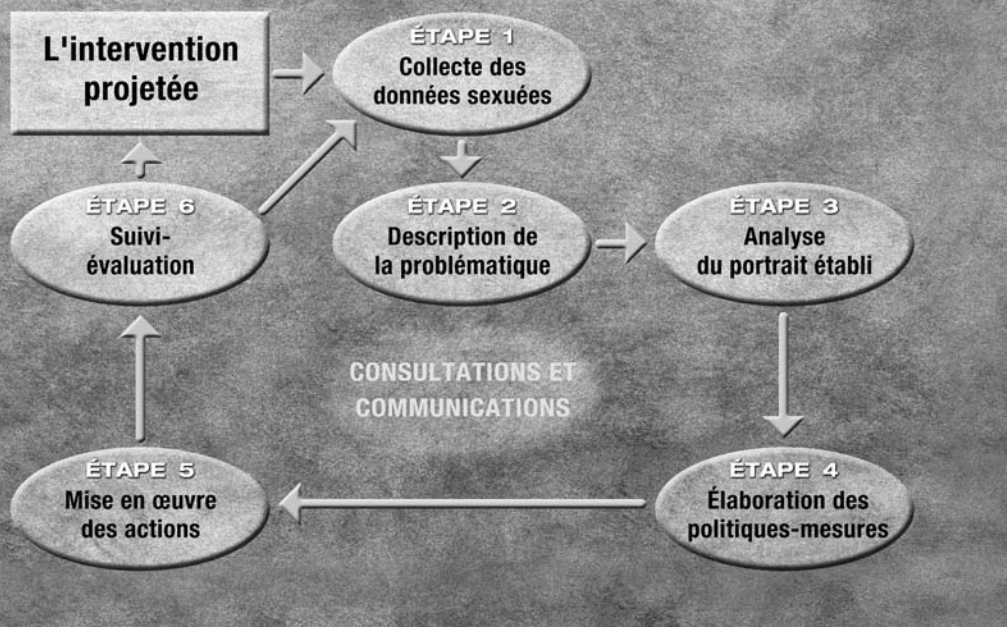 L'intervention
projetée
ÉTAPE 1
Collecte des
données sexuées
ÉTAPE 2
Description de
la problématique
ÉTAPE 3
Analyse
du portrait établi
ÉTAPE 4
Élaboration des
politiques-mesures
ÉTAPE 5
Mise en œuvre
des actions
ÉTAPE 6
Suivi-
évaluation
CONSULTATIONS ET
COMMUNICATIONS